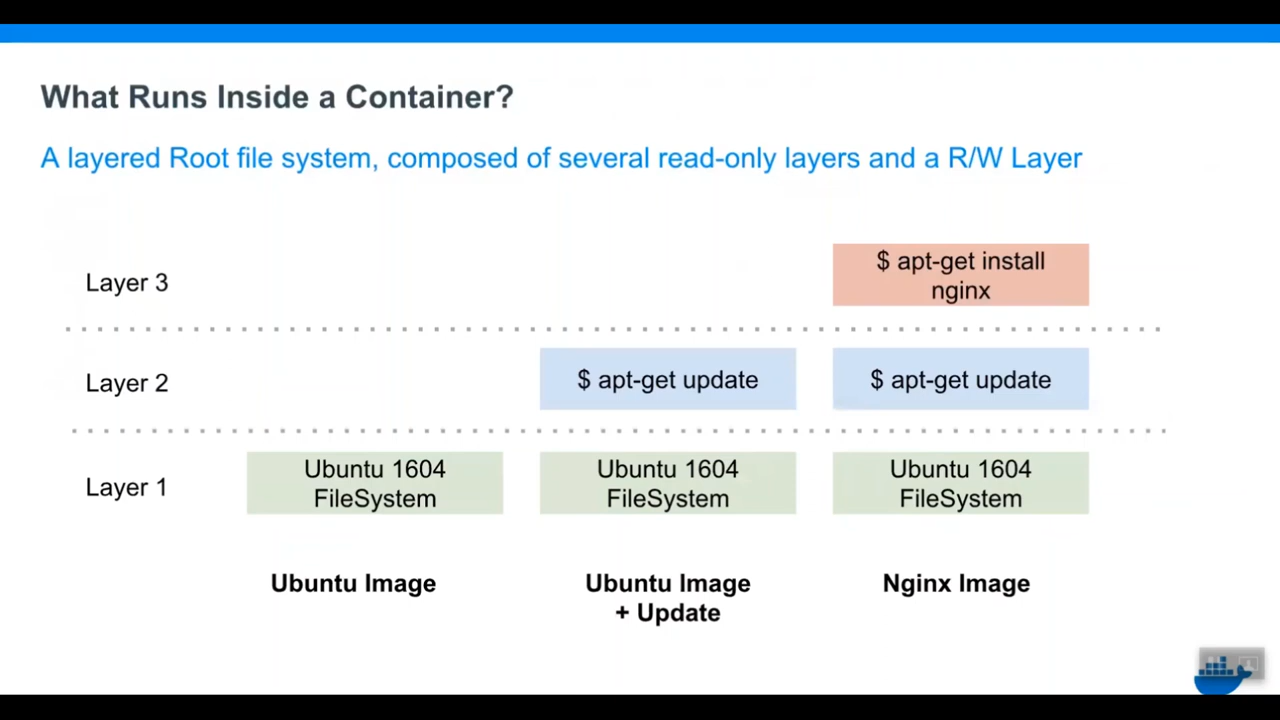 What Runs Inside a Container?
A layered Root file system, composed of several read-only layers and a R/W Layer
Layer 3
$ apt-get install
nginx
Layer 2
$ apt-get update
$ apt-get update
Layer 1
Ubuntu 1604
FileSystem
Ubuntu 1604
FileSystem
Ubuntu 1604
FileSystem
Ubuntu Image
Ubuntu Image
+ Update
Nginx Image